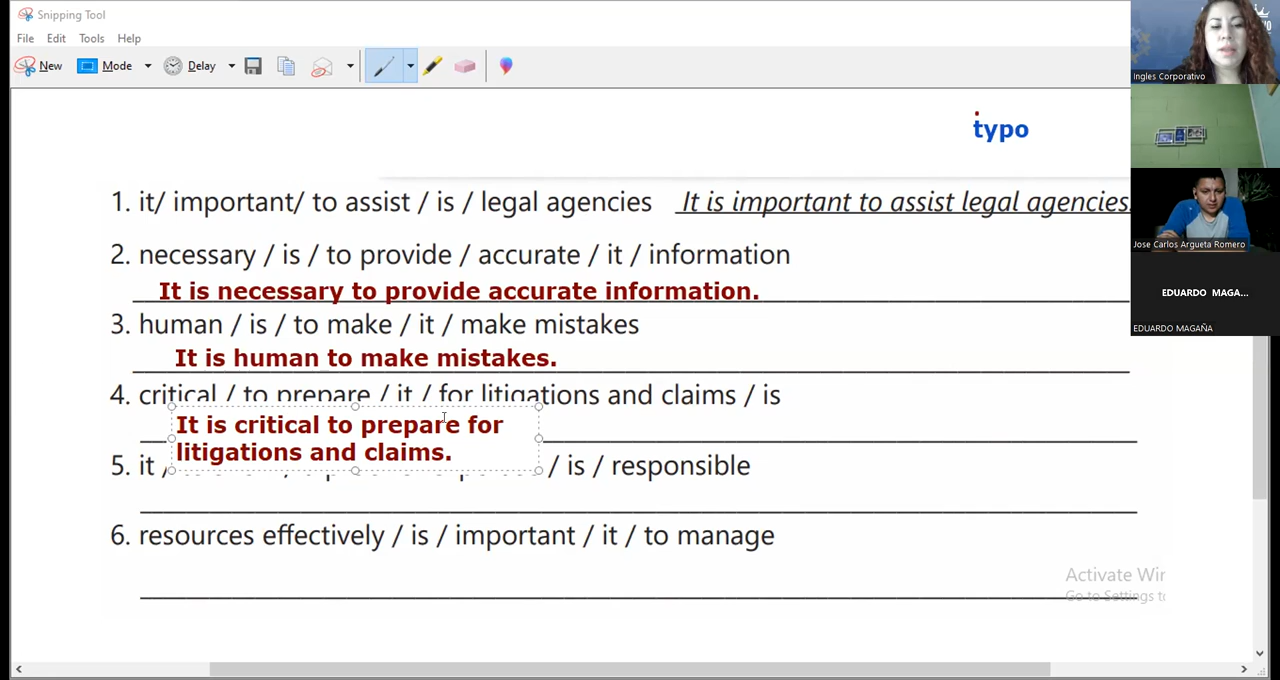 Snipping Tool
File Edit Tools Help
New Mode Delay
typo
1. it/ important/ to assist / is / legal agencies It is important to assist legal agencies.
2. necessary / is / to provide / accurate / it / information
It is necessary to provide accurate information.
3. human / is / to make / it / make mistakes
It is human to make mistakes.
4. critical / to prepare / it / for litigations and claims / is
It is critical to prepare for
litigations and claims.
5. it / / is / responsible
6. resources effectively / is / important / it / to manage
Activate Wir
Go to Settings to
Ingles Corporativo
Jose Carlos Argueta Romero
EDUARDO MAGA...
EDUARDO MAGAÑA